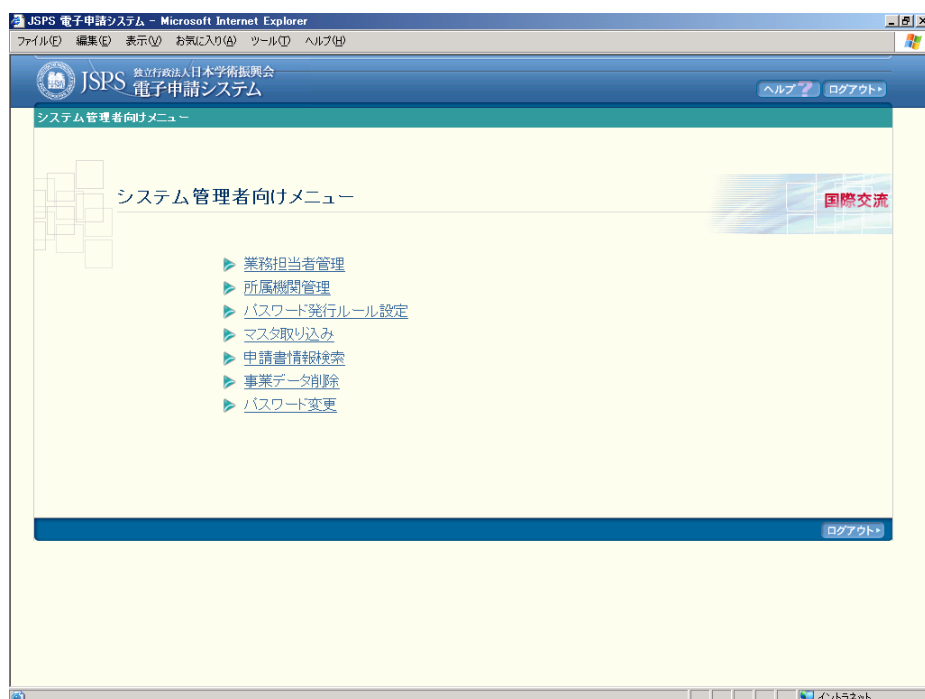 JSPS 電子申請システム - Microsoft Internet Explorer
ファイル(F) 編集(E) 表示(V) お気に入り(A) ツール(T) ヘルプ(H)
JSPS 独立行政法人日本学術振興会
電子申請システム
ヘルプ? ログアウト
システム管理者向けメニュー
システム管理者向けメニュー
国際交流
業務担当者管理
所属機関管理
パスワード発行ルール設定
マスタ取り込み
申請書情報検索
事業データ削除
パスワード変更
ログアウト
イントラネット